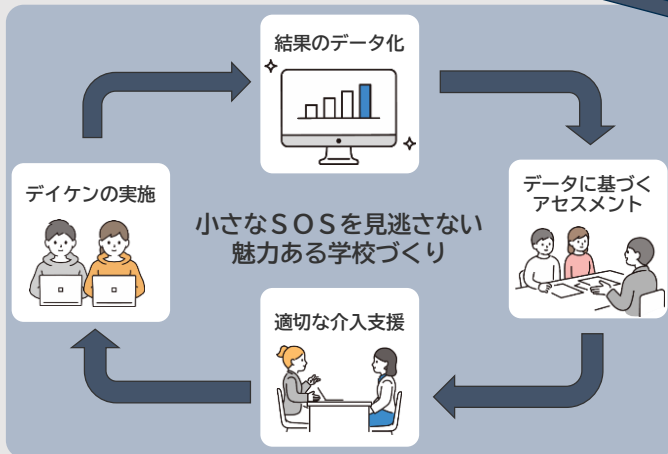 結果のデータ化
データに基づく
アセスメント
デイケンの実施
小さなＳＯＳを見逃さない
魅力ある学校づくり
適切な介入支援